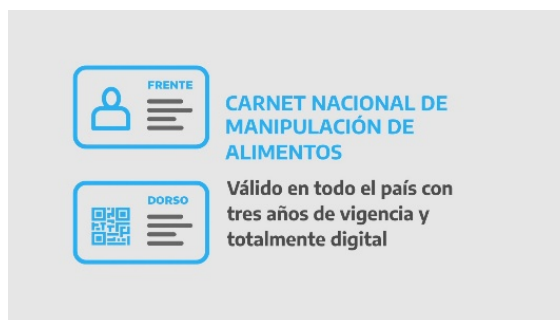 FRENTE
CARNET NACIONAL DE
MANIPULACIÓN DE
ALIMENTOS
DORSO
Válido en todo el país con
tres años de vigencia y
totalmente digital